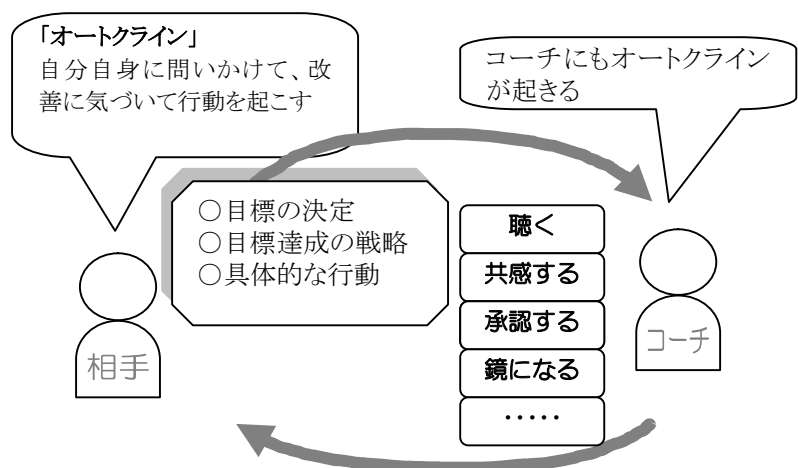 「オートクライン」
自分自身に問いかけて、改
善に気づいて行動を起こす
コーチにもオートクライン
が起きる
○目標の決定
○目標達成の戦略
○具体的な行動
聴く
共感する
承認する
鏡になる
・・・・・
相手
コーチ